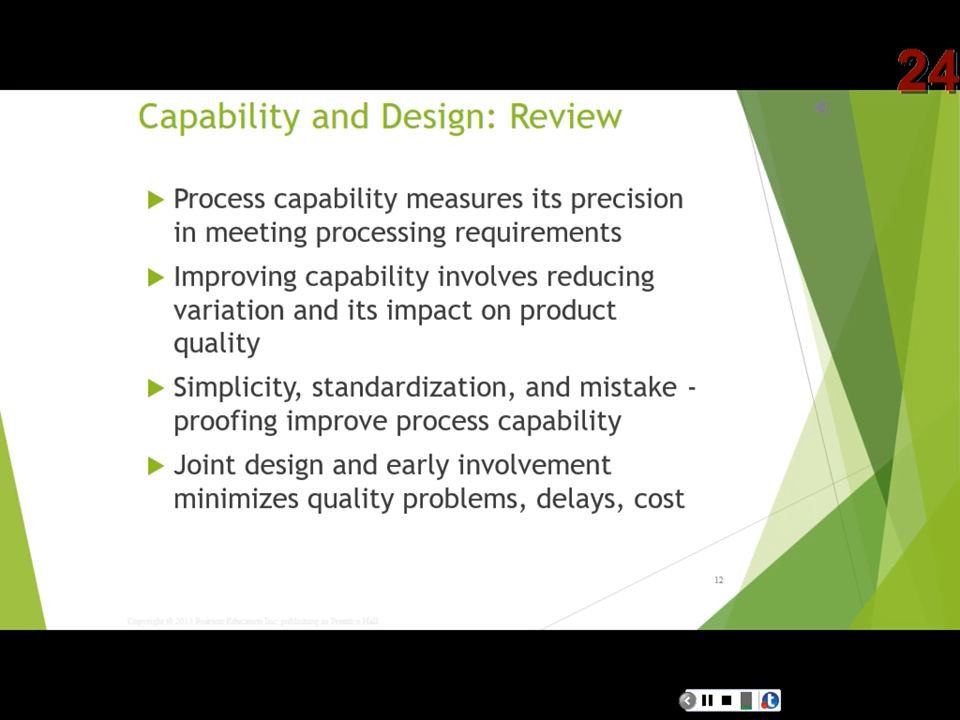 24
Capability and Design: Review
Process capability measures its precision
in meeting processing requirements
Improving capability involves reducing
variation and its impact on product
quality
Simplicity, standardization, and mistake -
proofing improve process capability
Joint design and early involvement
minimizes quality problems, delays, cost
12
Copyright © 2013 Pearson Education Inc. publishing as Prentice Hall